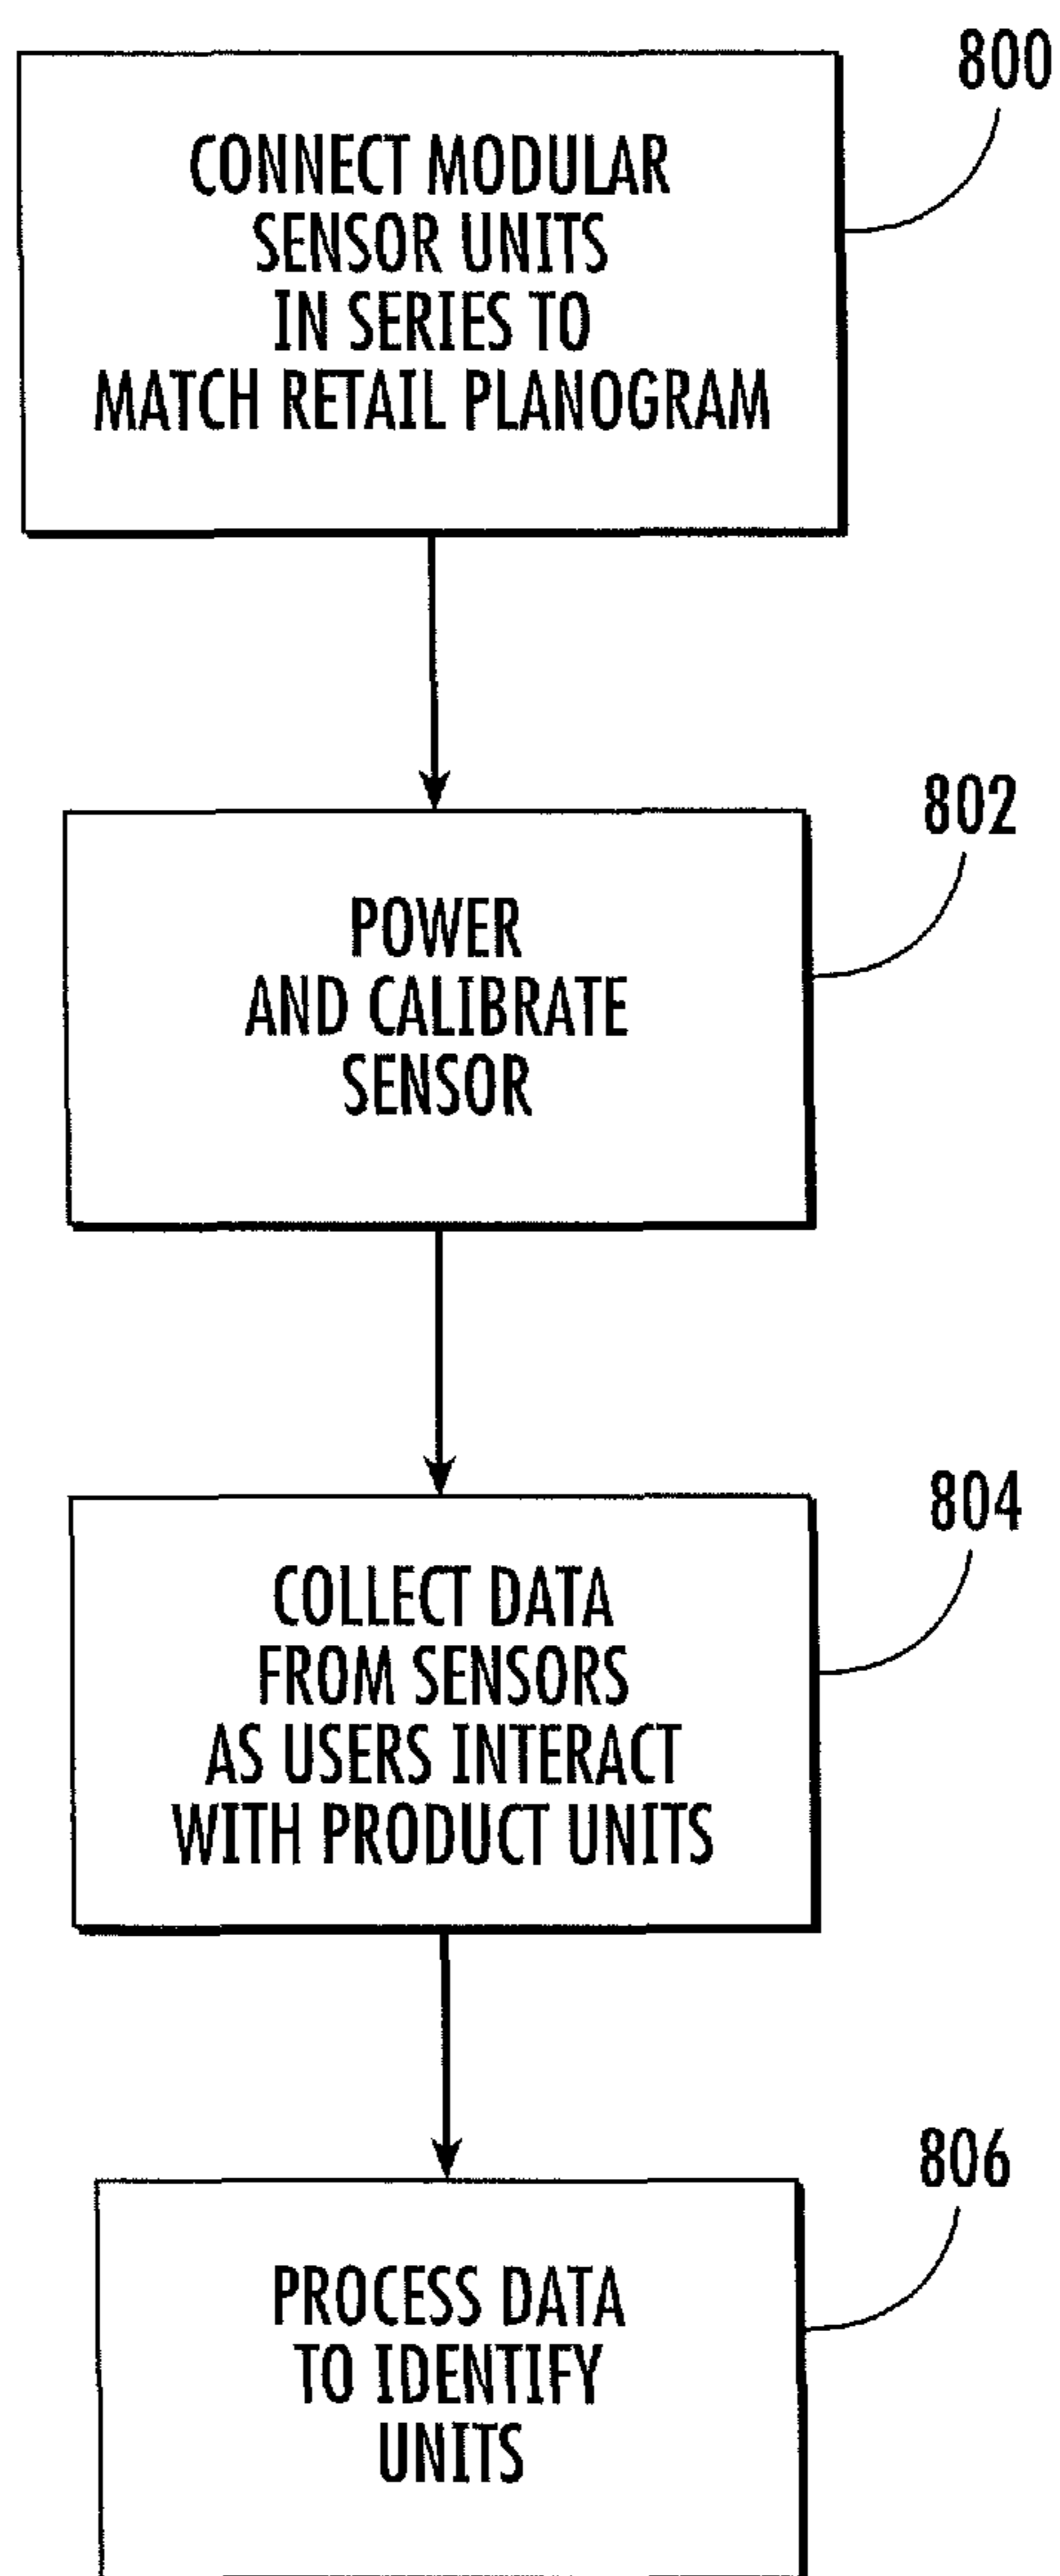 800
CONNECT MODULAR
SENSOR UNITS
IN SERIES TO
MATCH RETAIL PLANOGRAM
802
POWER
AND CALIBRATE
SENSOR
804
COLLECT DATA
FROM SENSORS
AS USERS INTERACT
WITH PRODUCT UNITS
806
PROCESS DATA
TO IDENTIFY
UNITS